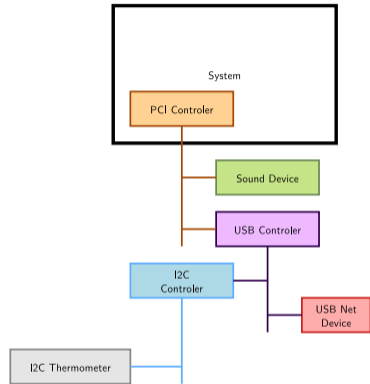 System
PCI Controler
Sound Device
USB Controler
I2C
Controler
USB Net
Device
I2C Thermometer